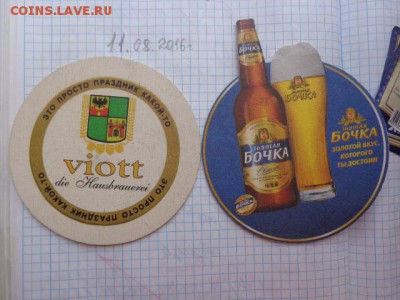 COINS.LAVE.RU
11.08.2016г
ЭТО ПРОСТО ПРАЗДНИК КАКОЙ-ТО
viott
die Hausbrauerei
ЭТО ПРОСТО ПРАЗДНИК КАКОЙ-ТО
ЗОЛОТАЯ
БОЧКА
ЗОЛОТАЯ
БОЧКА
ЗОЛОТАЯ
БОЧКА
ЗОЛОТОЙ ВКУС,
КОТОРОГО
ТЫ ДОСТОИН!